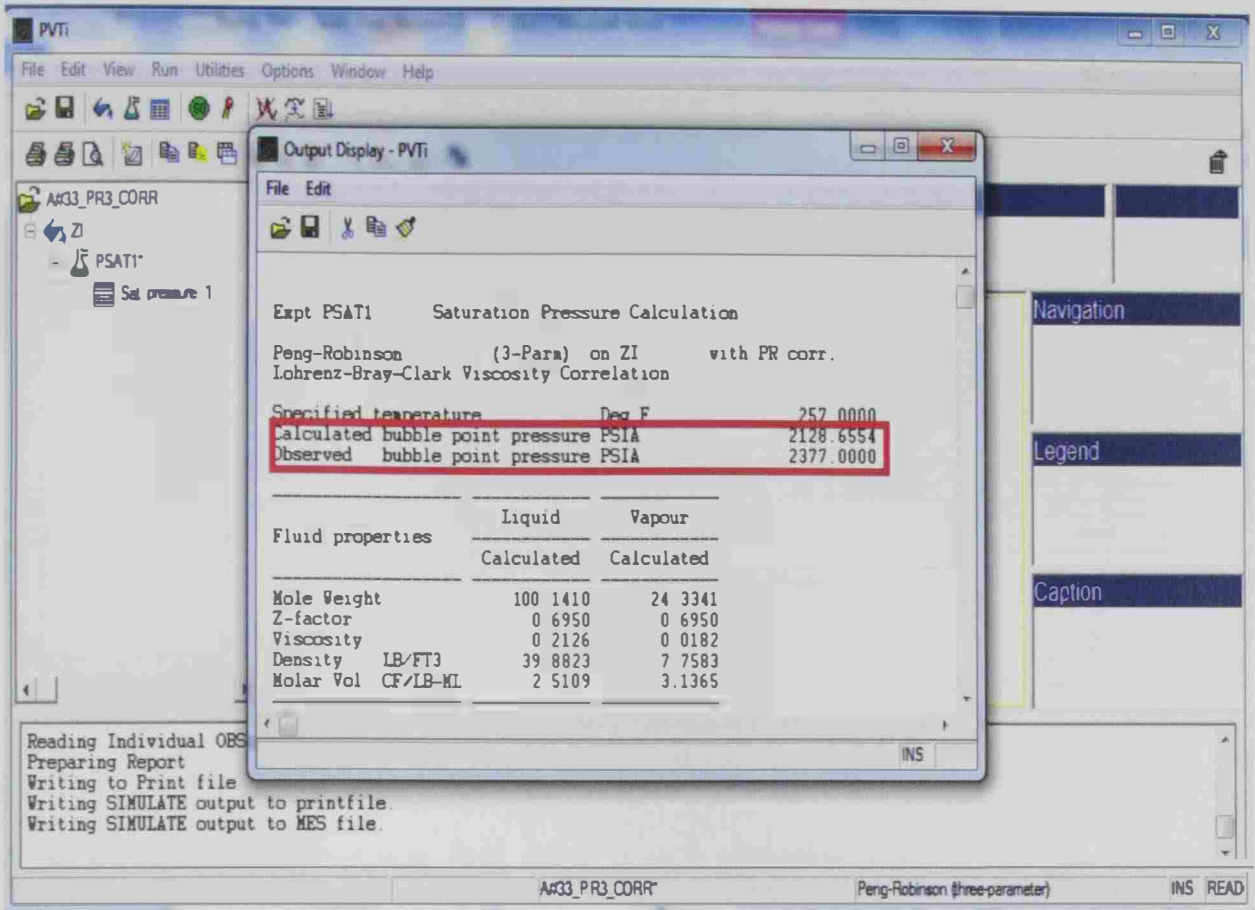 PVTi
File Edit View Run Utilities Options Window Help
A#33_PR3_CORR
ZI
PSAT1*
Sat pressure 1
Output Display - PVTi
File Edit
Expt PSAT1 Saturation Pressure Calculation
Peng-Robinson (3-Parm) on ZI with PR corr.
Lohrenz-Bray-Clark Viscosity Correlation
Specified temperature Deg F 257.0000
Calculated bubble point pressure PSIA 2128.6554
Observed bubble point pressure PSIA 2377.0000
Liquid Vapour
Fluid properties
Calculated Calculated
Mole Weight 100.1410 24.3341
Z-factor 0.6950 0.6950
Viscosity 0.2126 0.0182
Density LB/FT3 39.8823 7.7583
Molar Vol CF/LB-ML 2.5109 3.1365
INS
Navigation
Legend
Caption
Reading Individual OBS
Preparing Report
Writing to Print file
Writing SIMULATE output to printfile.
Writing SIMULATE output to MES file.
A#33_PR3_CORR* Peng-Robinson (three-parameter) INS READ